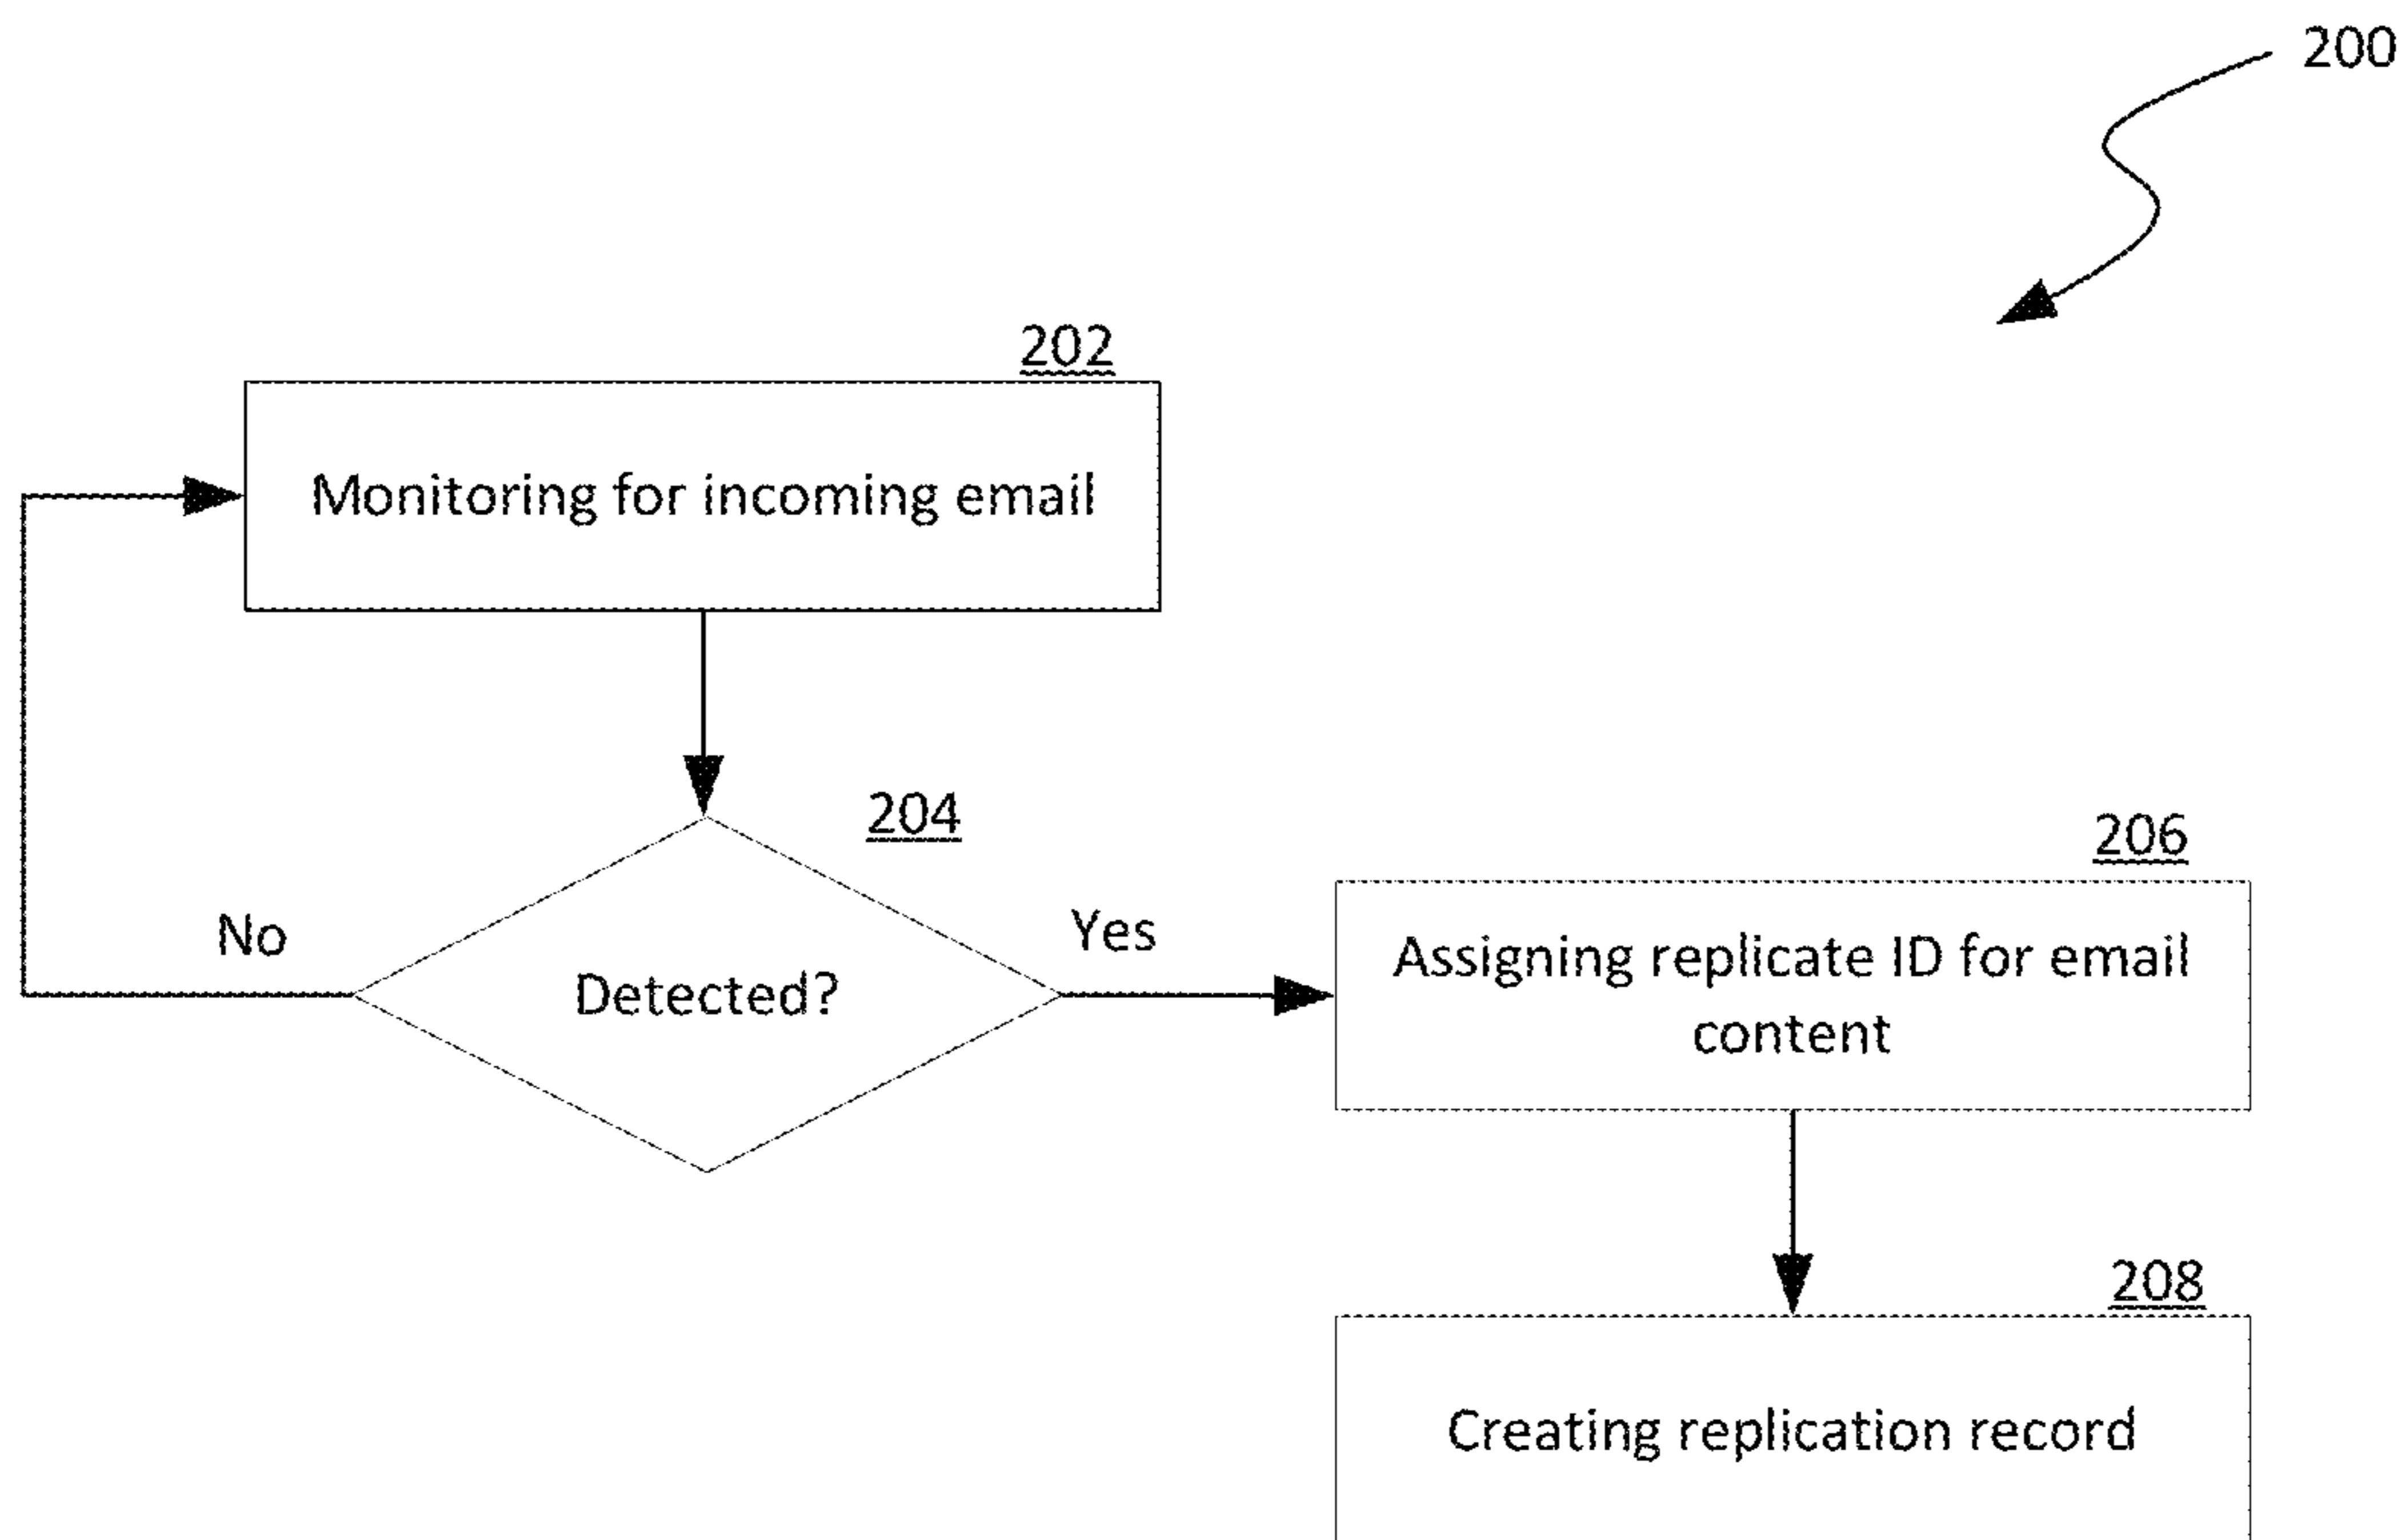 200
202
Monitoring for incoming email
204
No
Detected?
Yes
206
Assigning replicate ID for email
content
208
Creating replication record